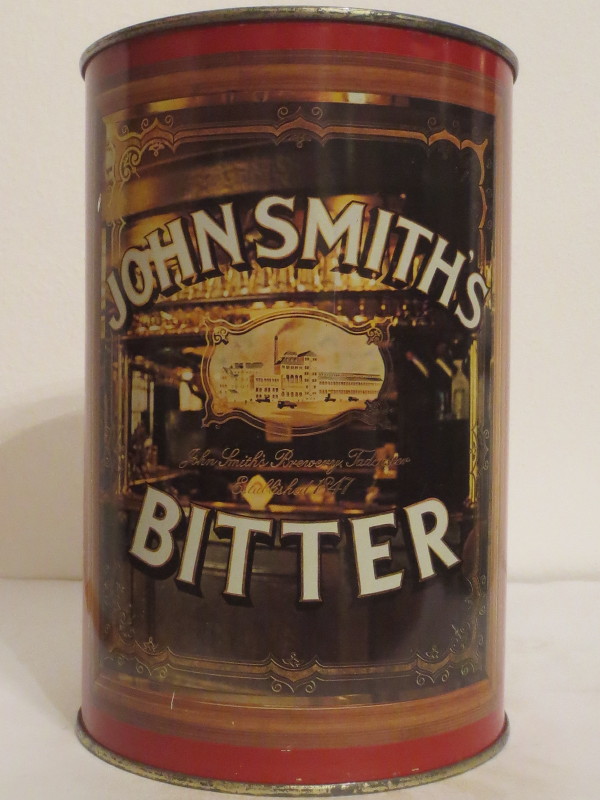 JOHN SMITH'S
John Smith's Brewery, Tadcaster
Established 1847
BITTER